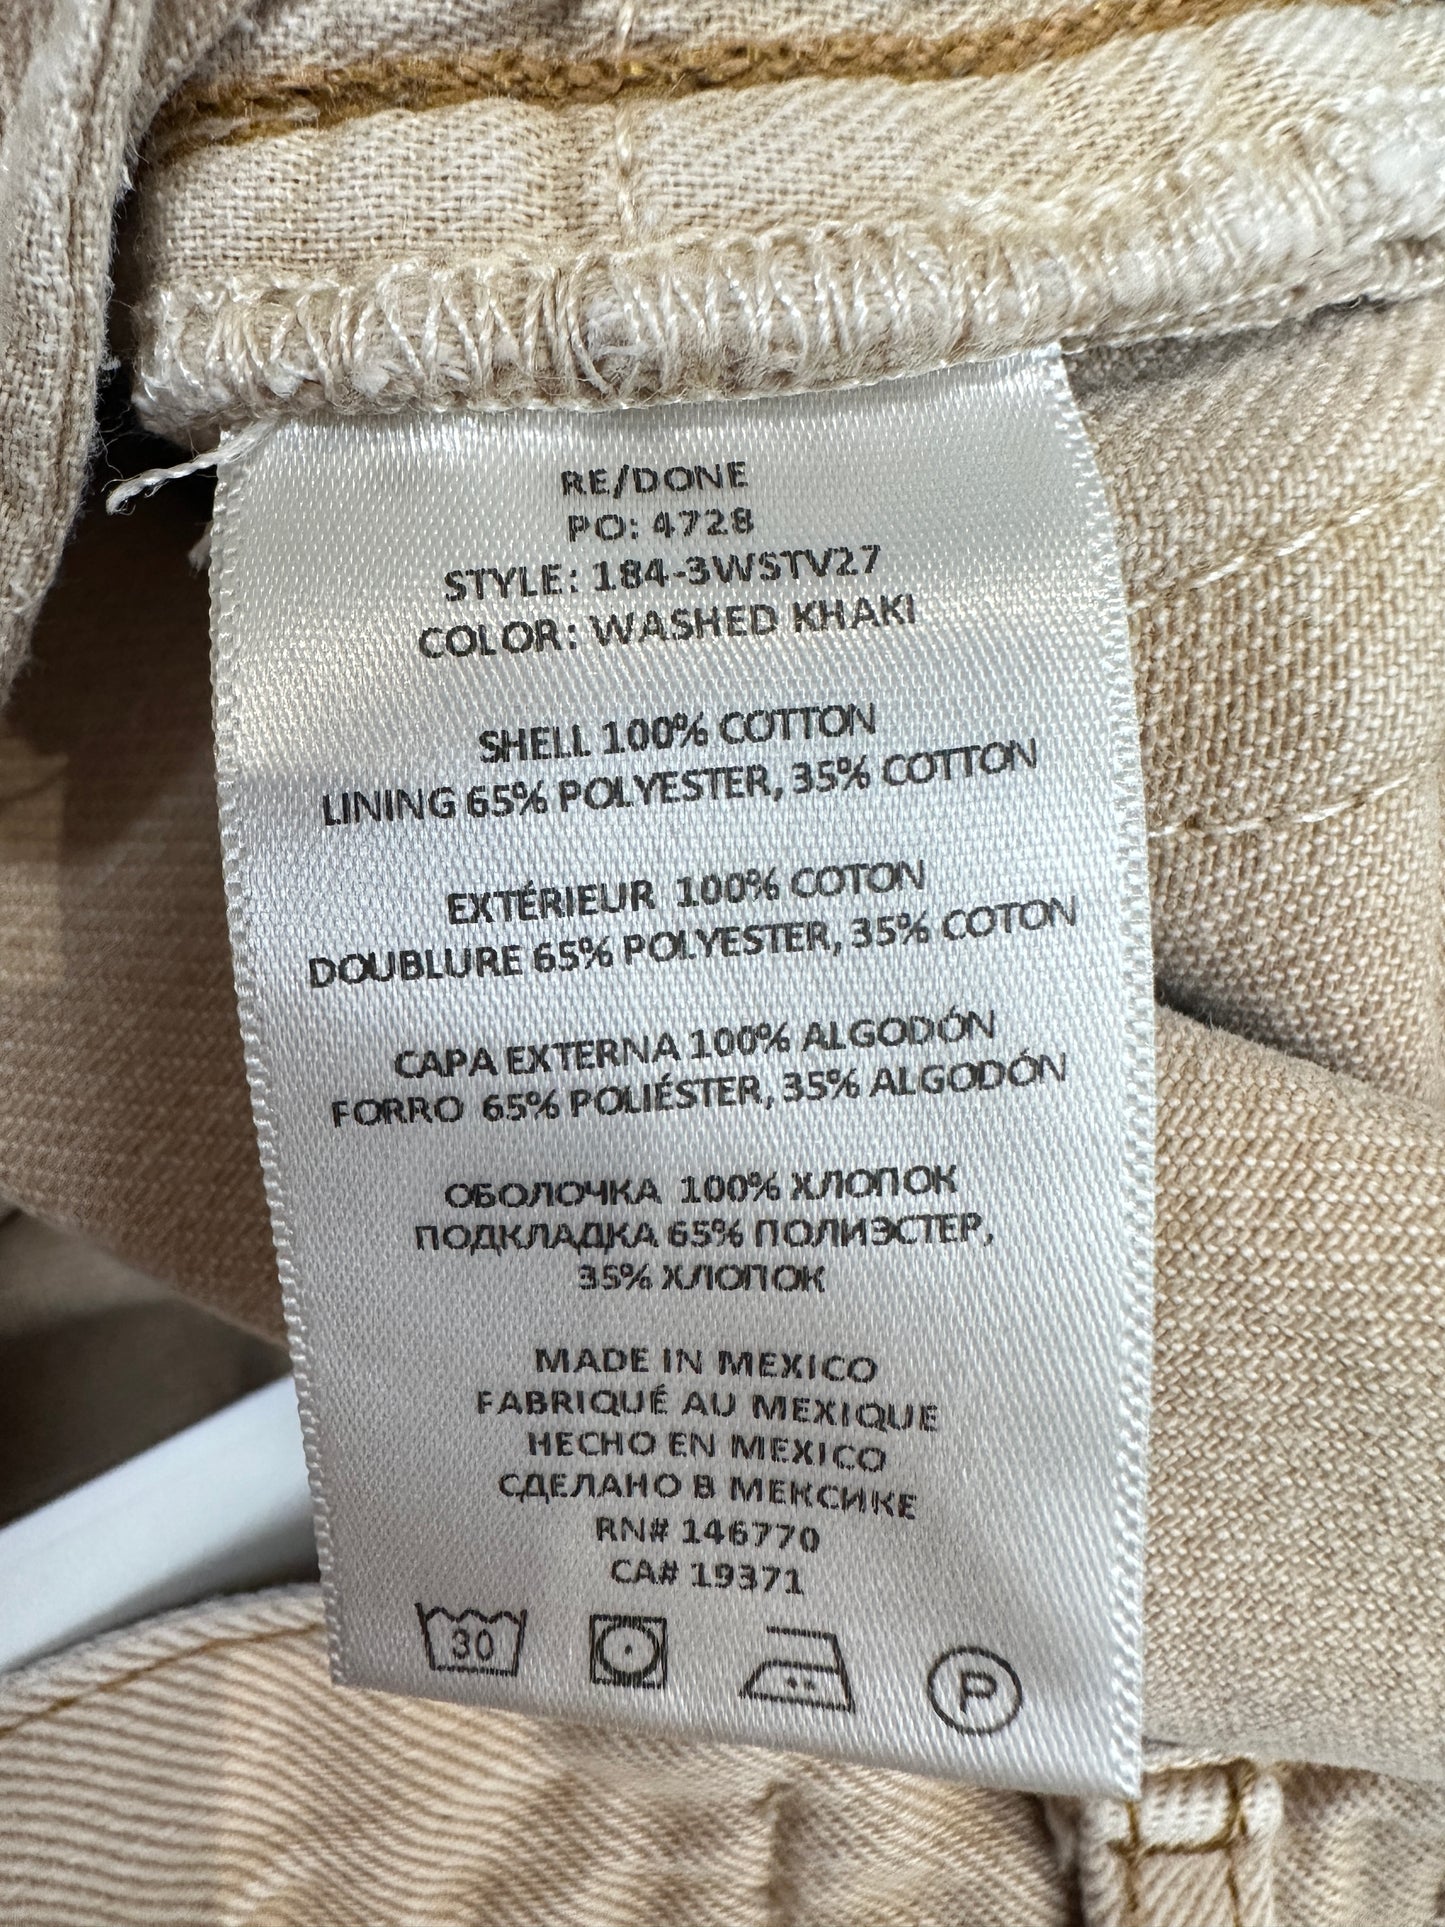 RE/DONE
PO: 4728
STYLE: 184-3WSTV27
COLOR: WASHED KHAKI
SHELL 100% COTTON
LINING 65% POLYESTER, 35% COTTON
EXTÉRIEUR 100% COTON
DOUBLURE 65% POLYESTER, 35% COTON
CAPA EXTERNA 100% ALGODÓN
FORRO 65% POLIÉSTER, 35% ALGODÓN
ОБОЛОЧКА 100% ХЛОПОК
ПОДКЛАДКА 65% ПОЛИЭСТЕР,
35% ХЛОПОК
MADE IN MEXICO
FABRIQUÉ AU MEXIQUE
HECHO EN MEXICO
СДЕЛАНО В МЕКСИКЕ
RN# 146770
CA# 19371
30 P